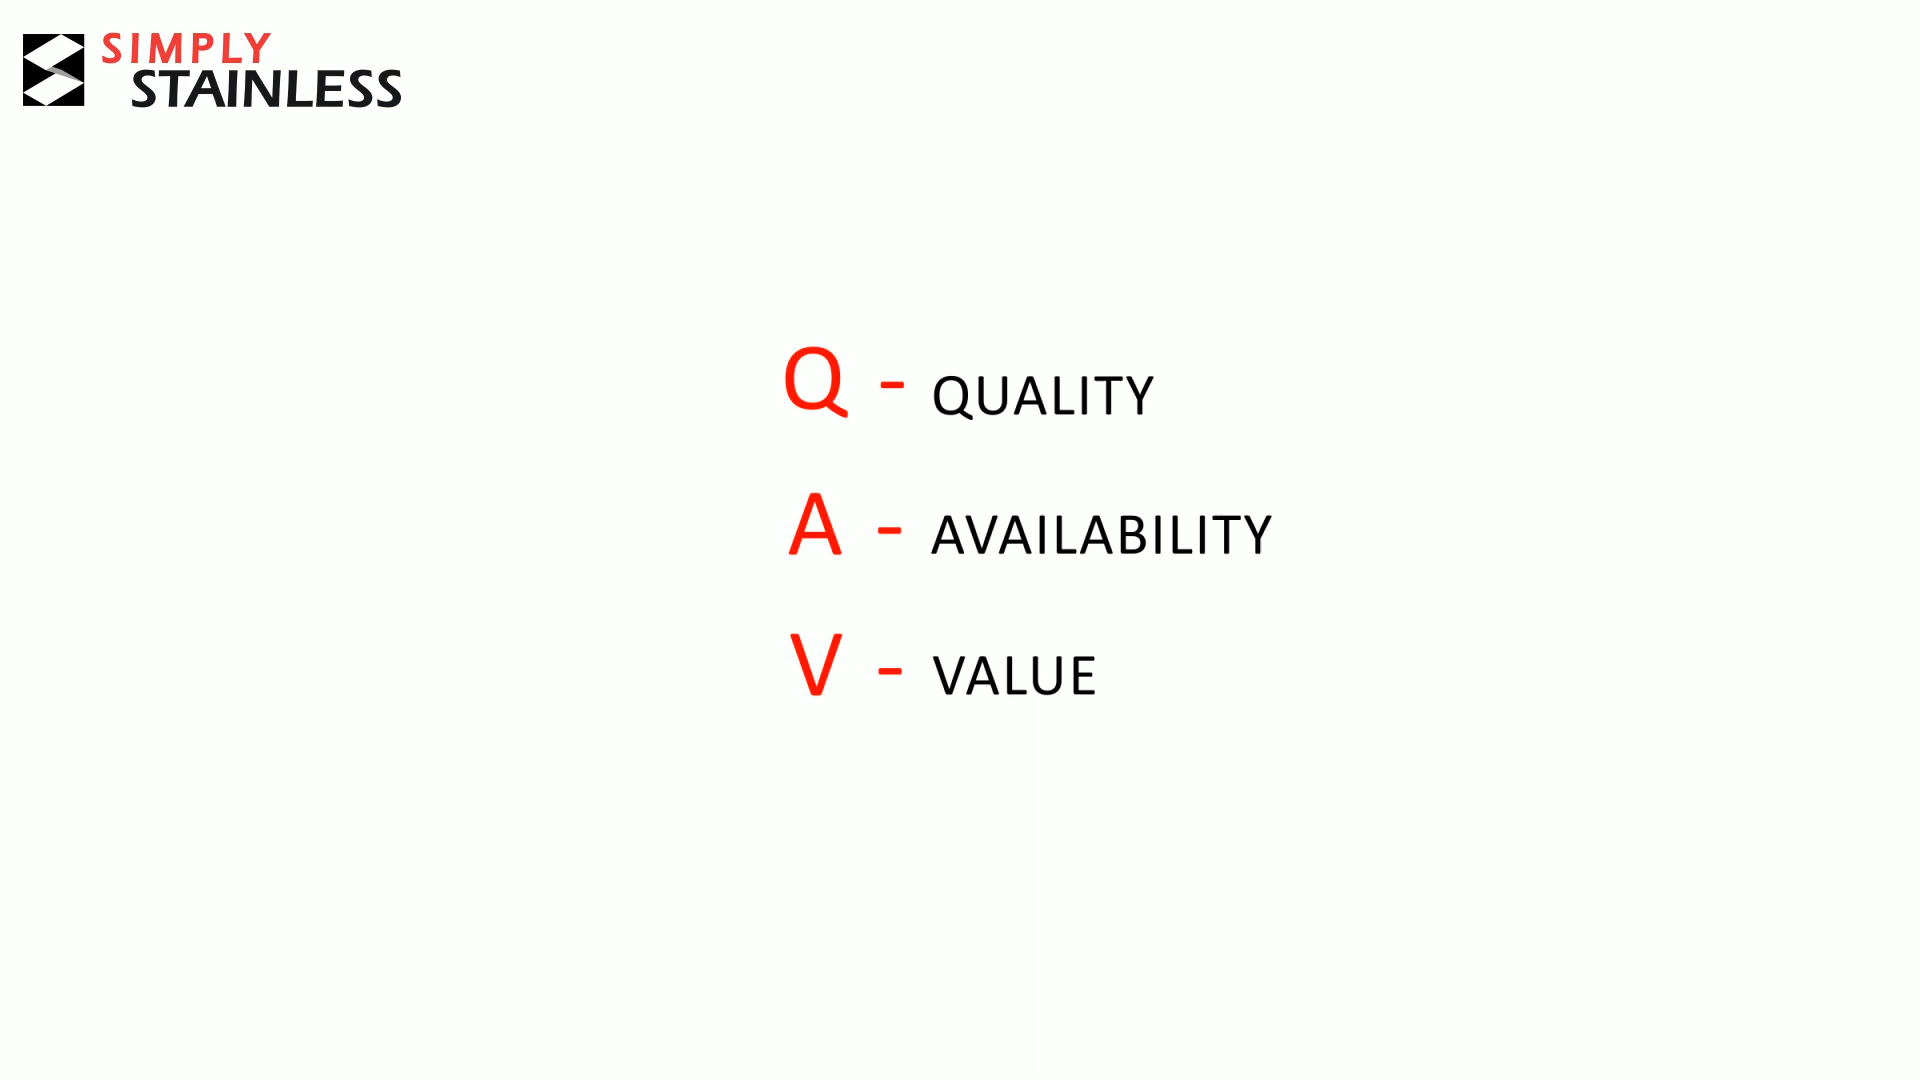 SIMPLY
STAINLESS
Q - QUALITY
A - AVAILABILITY
V - VALUE